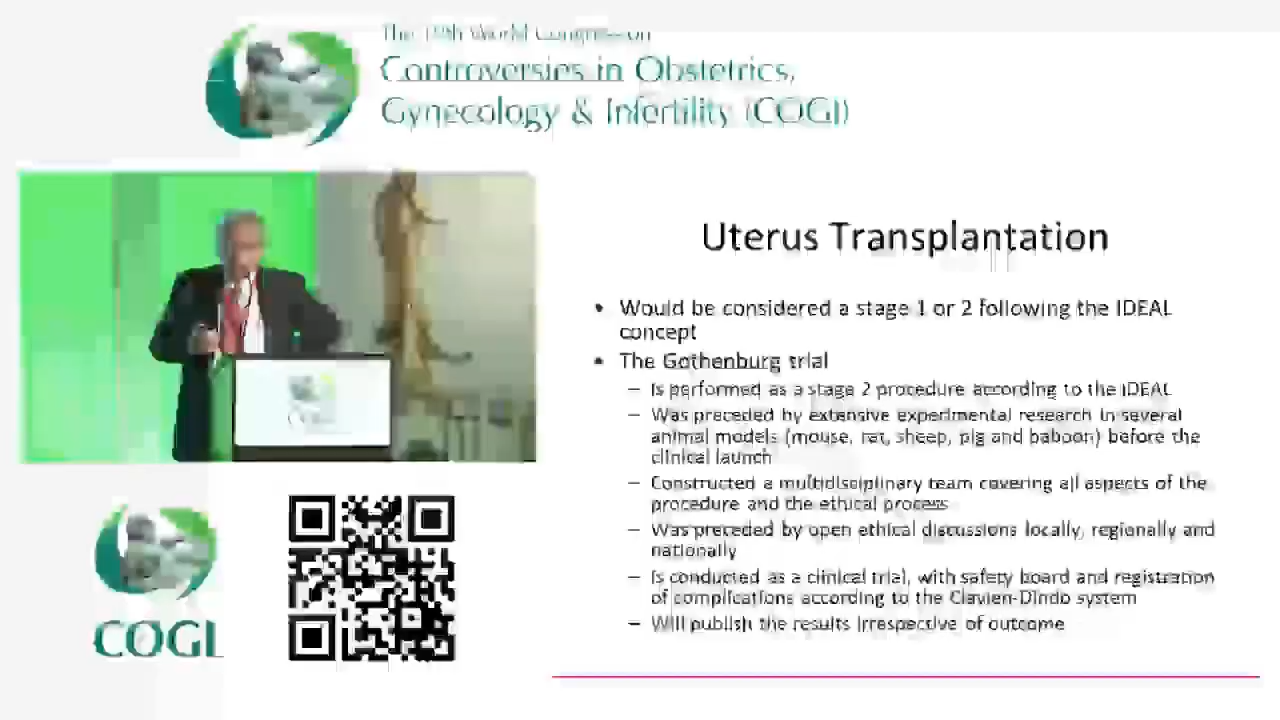 World Congress on
Controversies in Obstetrics,
Gynecology & Infertility (COGI)
Uterus Transplantation
• Would be considered a stage 1 or 2 following the IDEAL
concept
• The Gothenburg trial
– Is performed as a stage 2 procedure according to the IDEAL
– Was preceded by extensive experimental research in several
animal models (mouse, rat, sheep, pig and baboon) before the
clinical launch
– Constructed a multidisciplinary team covering all aspects of the
procedure and the ethical process
– Was preceded by open ethical discussions locally, regionally and
nationally
– Is conducted as a clinical trial, with safety board and registration
of complications according to the Clavien-Dindo system
– Will publish the results irrespective of outcome
COGI